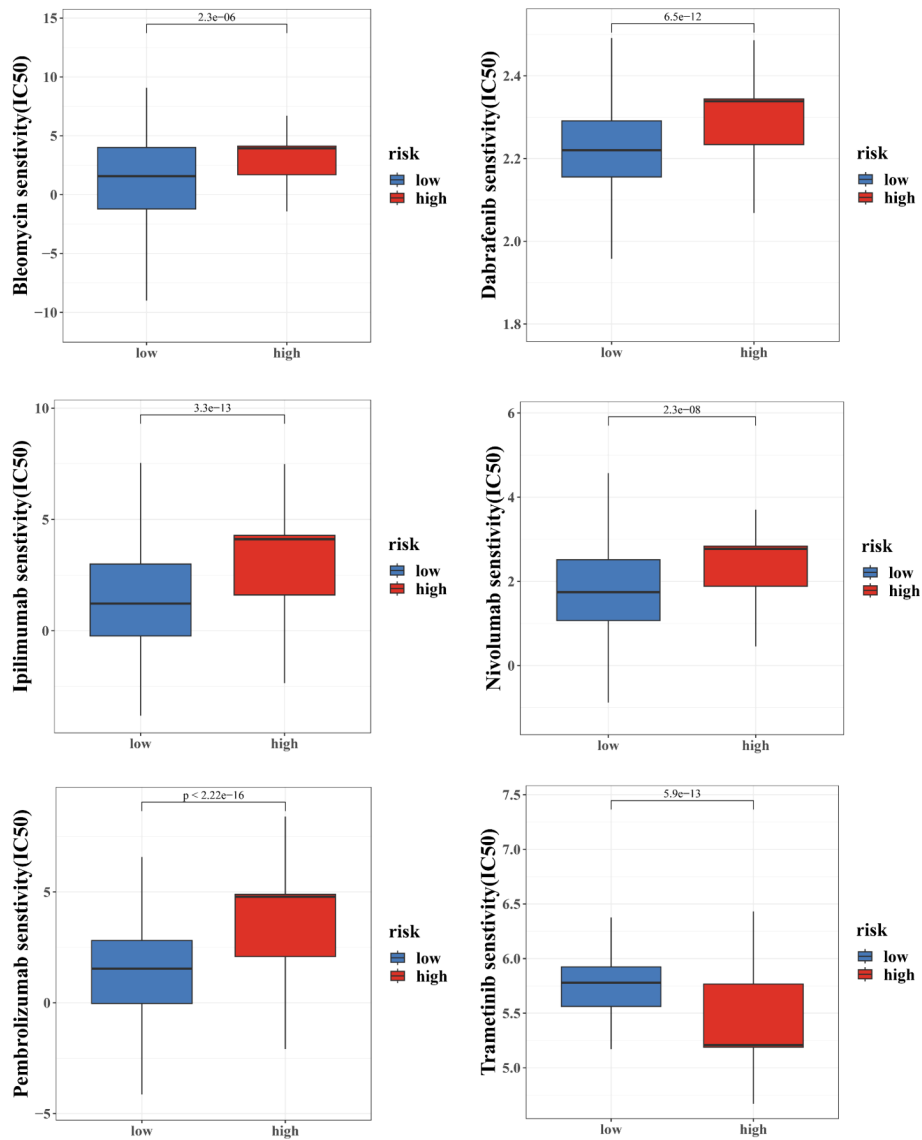 Bleomycin senstivity(IC50)
15
10
5
0
−5
−10
2.3e−06
low
high
risk
low
high
Dabrafenib senstivity(IC50)
2.4
2.2
2.0
1.8
6.5e−12
low
high
risk
low
high
Ipilimumab senstivity(IC50)
10
5
0
3.3e−13
low
high
risk
low
high
Nivolumab senstivity(IC50)
6
4
2
0
2.3e−08
low
high
risk
low
high
Pembrolizumab senstivity(IC50)
5
0
−5
p < 2.22e−16
low
high
risk
low
high
Trametinib senstivity(IC50)
7.5
7.0
6.5
6.0
5.5
5.0
5.9e−13
low
high
risk
low
high